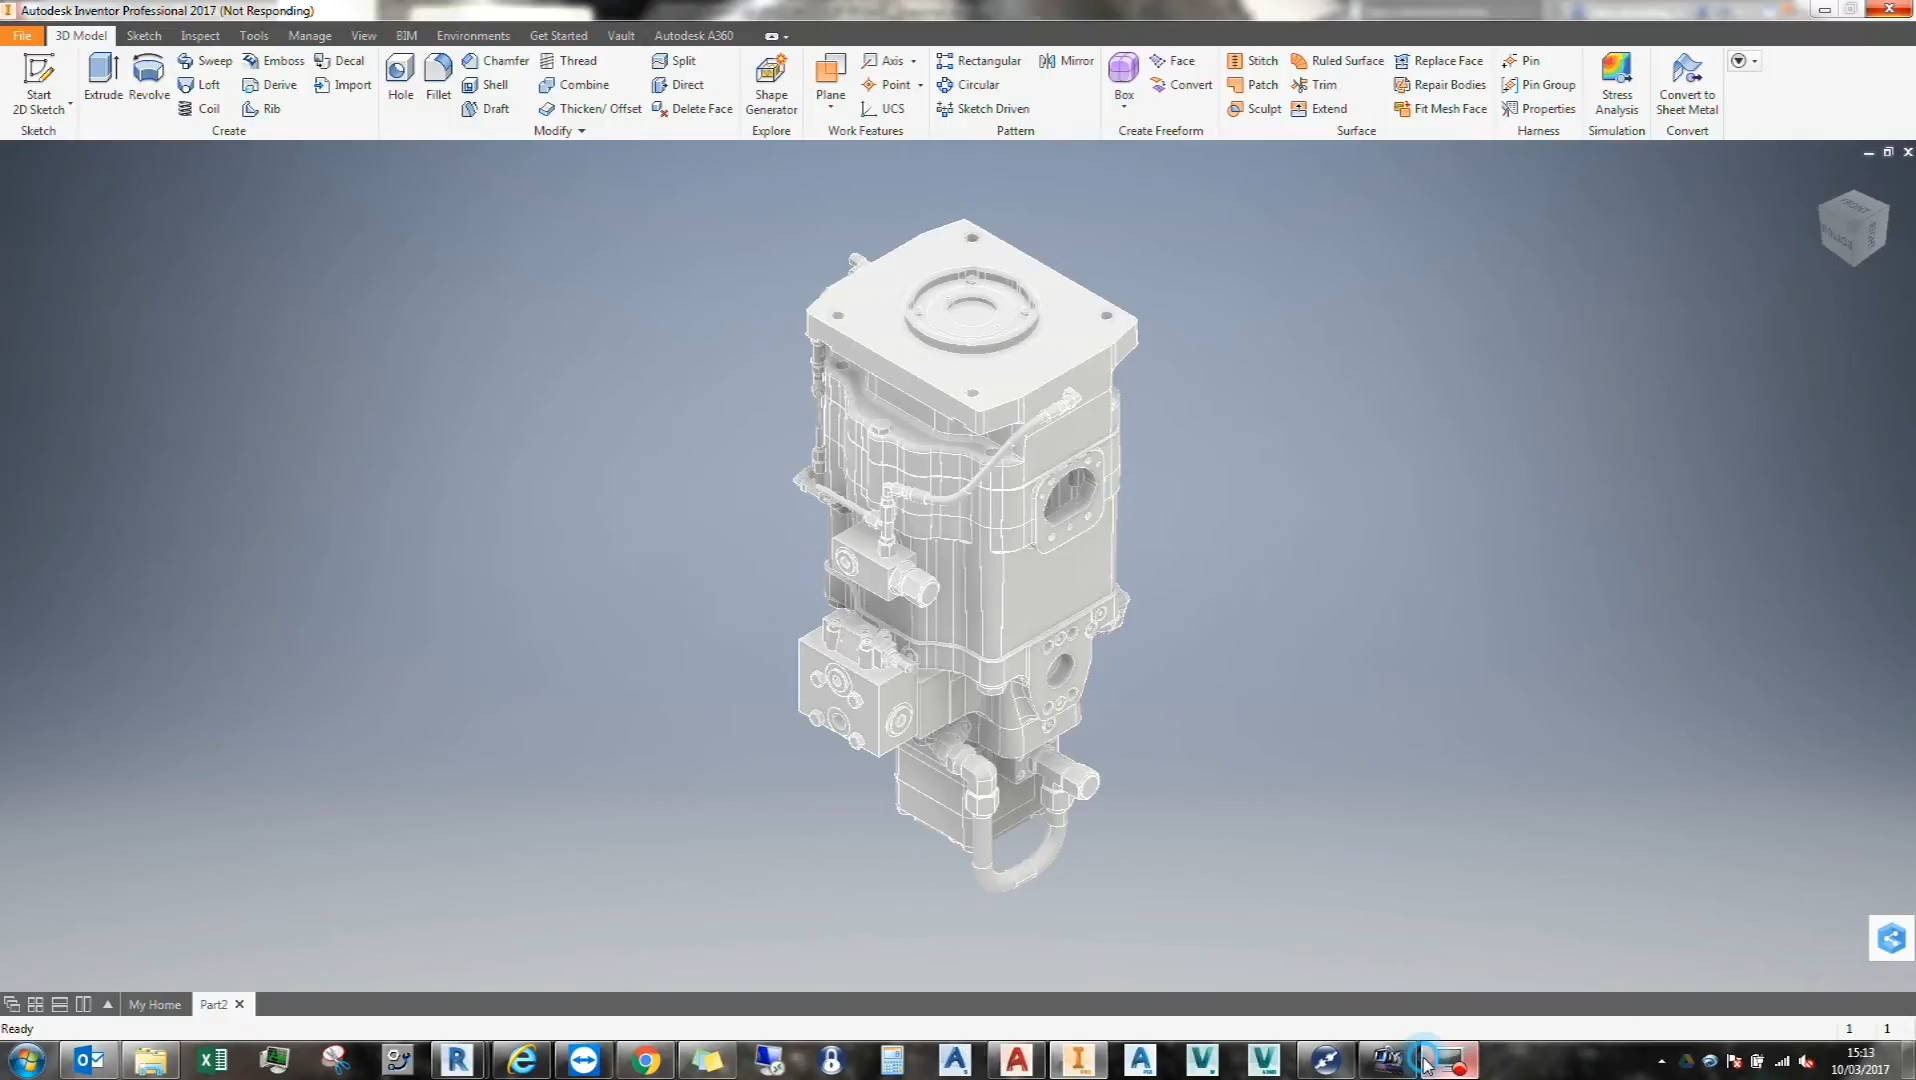 Autodesk Inventor Professional 2017 (Not Responding)
File 3D Model Sketch Inspect Tools Manage View BIM Environments Get Started Vault Autodesk A360
Start 2D Sketch
Sketch
Extrude Revolve Sweep Emboss Decal
Loft Derive Import
Coil Rib
Create
Hole Fillet Chamfer Thread Split
Shell Combine Direct
Draft Thicken/ Offset Delete Face
Modify
Shape Generator
Explore
Plane Axis
Point
UCS
Work Features
Rectangular Mirror
Circular
Sketch Driven
Pattern
Box Face
Convert
Create Freeform
Stitch Ruled Surface Replace Face
Patch Trim Repair Bodies
Sculpt Extend Fit Mesh Face
Surface
Pin
Pin Group
Properties
Harness
Stress Analysis
Simulation
Convert to Sheet Metal
Convert
FRONT
My Home Part2
Ready 1 1
15:13
10/03/2017